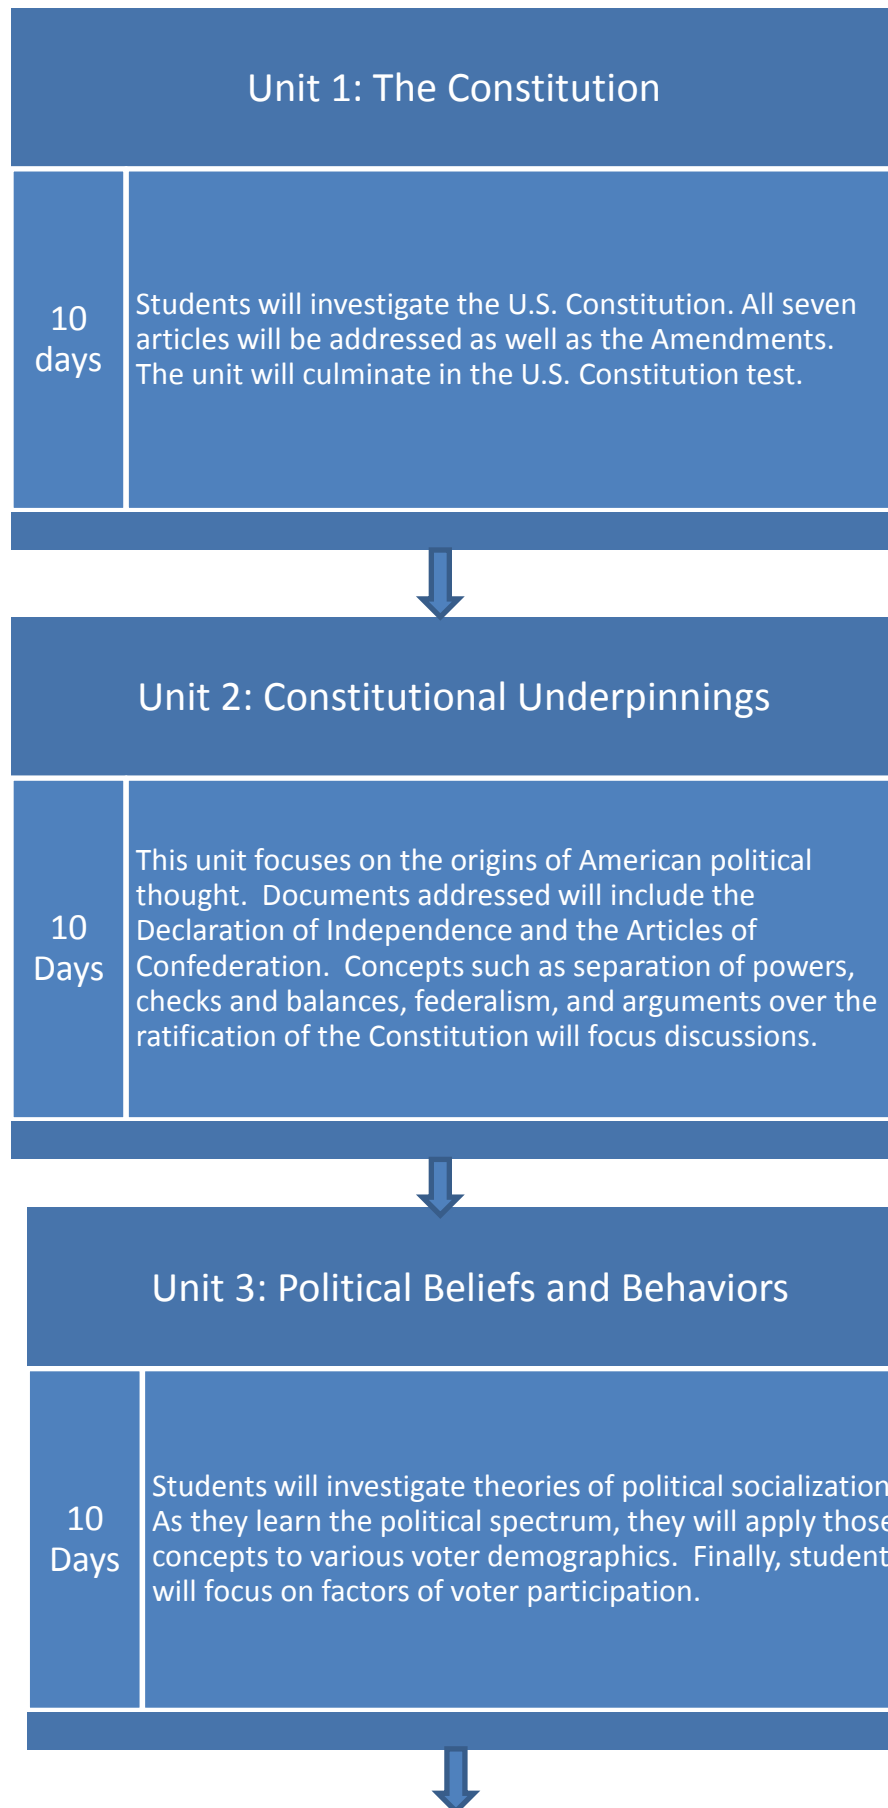 Unit 1: The Constitution
10
days
Students will investigate the U.S. Constitution. All seven
articles will be addressed as well as the Amendments.
The unit will culminate in the U.S. Constitution test.
Unit 2: Constitutional Underpinnings
10
Days
This unit focuses on the origins of American political
thought.  Documents addressed will include the
Declaration of Independence and the Articles of
Confederation.  Concepts such as separation of powers,
checks and balances, federalism, and arguments over the
ratification of the Constitution will focus discussions.
Unit 3: Political Beliefs and Behaviors
10
Days
Students will investigate theories of political socialization
As they learn the political spectrum, they will apply those
concepts to various voter demographics.  Finally, student
will focus on factors of voter participation.